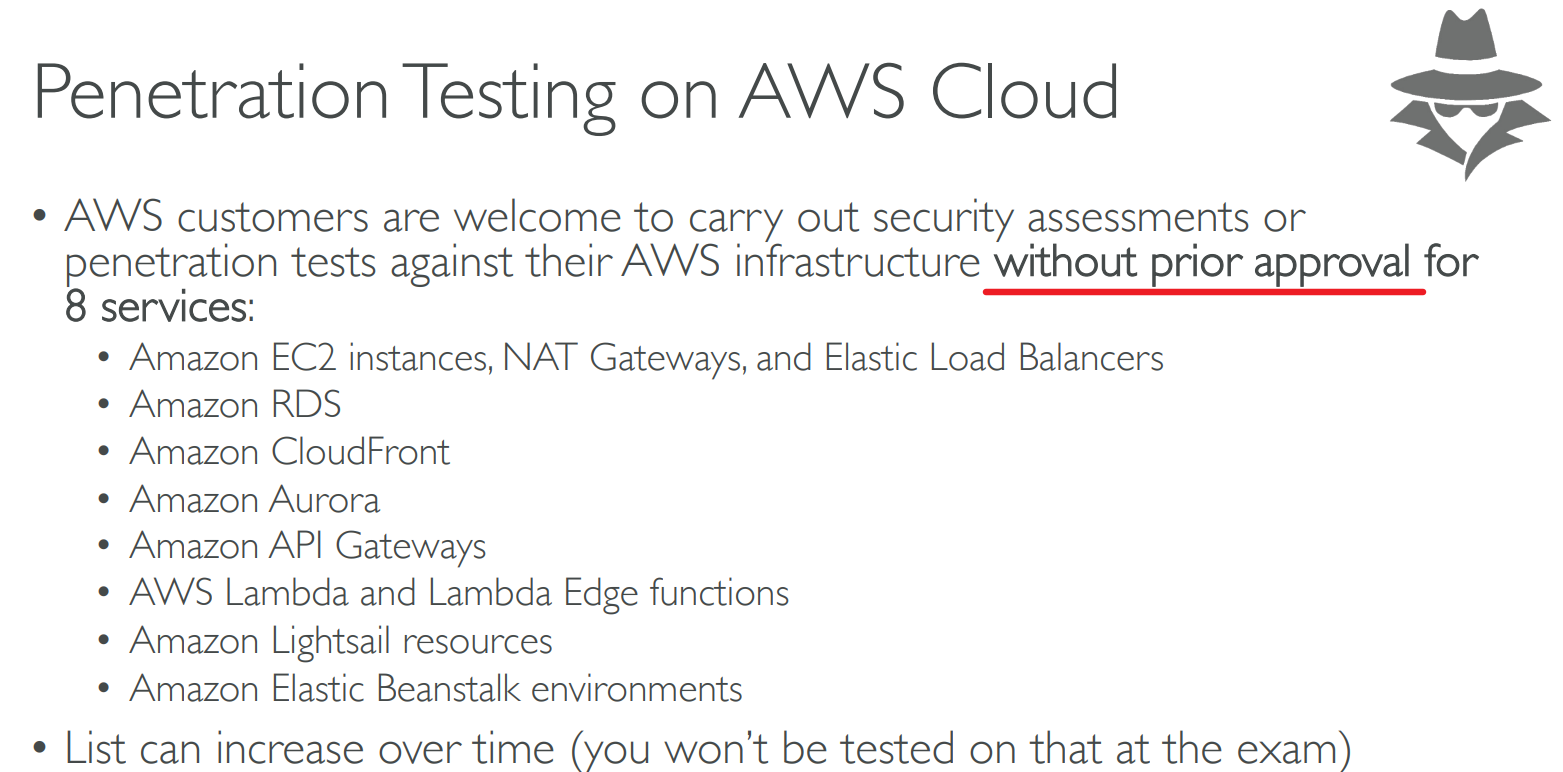 Penetration Testing on AWS Cloud
• AWS customers are welcome to carry out security assessments or
penetration tests against their AWS infrastructure without prior approval for
8 services:
• Amazon EC2 instances, NAT Gateways, and Elastic Load Balancers
• Amazon RDS
• Amazon CloudFront
• Amazon Aurora
• Amazon API Gateways
• AWS Lambda and Lambda Edge functions
• Amazon Lightsail resources
• Amazon Elastic Beanstalk environments
• List can increase over time (you won't be tested on that at the exam)